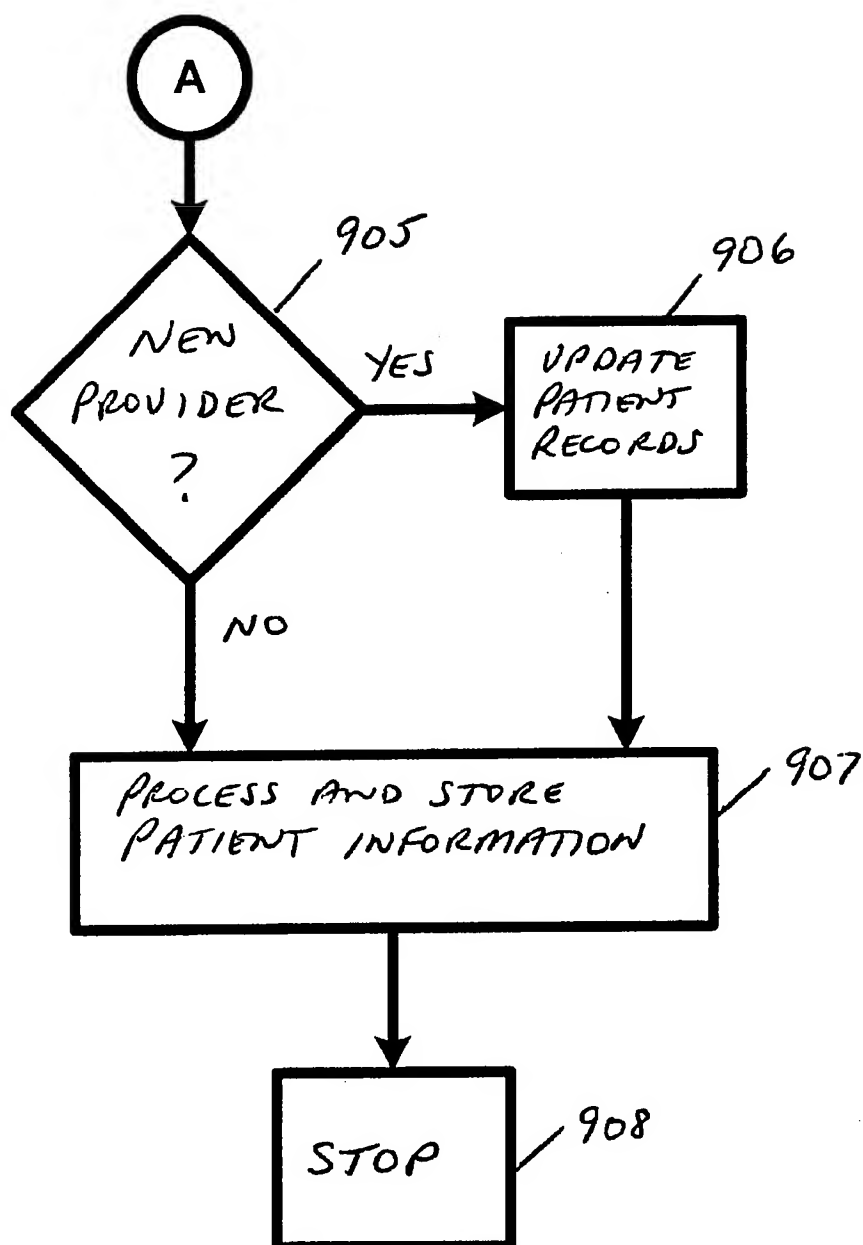 A
905
NEW
PROVIDER
?
YES
906
UPDATE
PATIENT
RECORDS
NO
907
PROCESS AND STORE
PATIENT INFORMATION
STOP
908